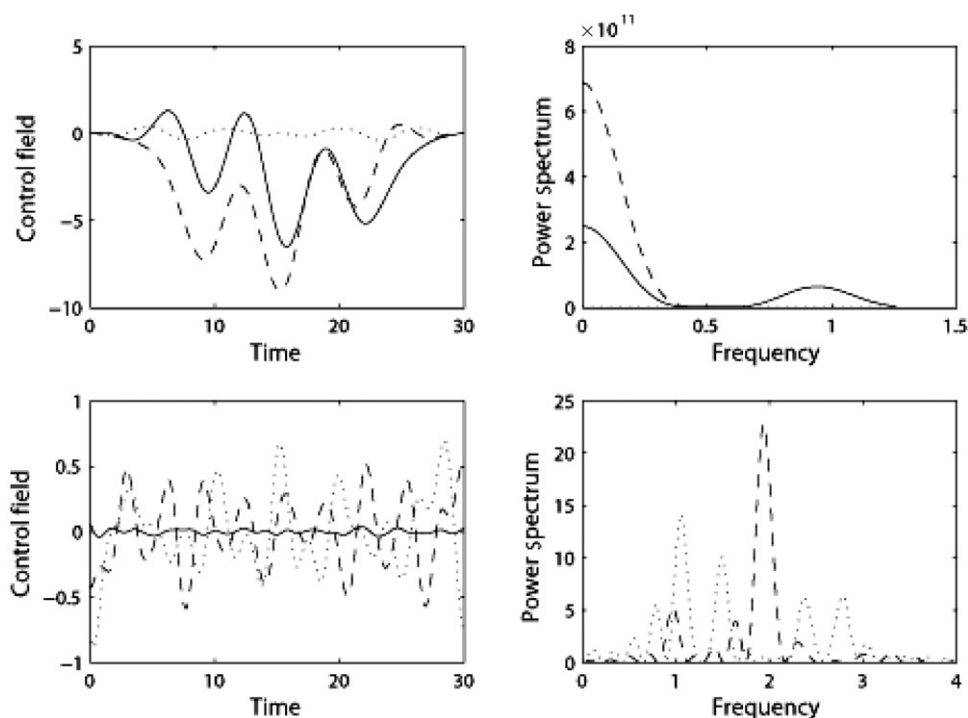 × 10 11
5
0
−5
−10
Control field
0 10 20 30
Time
8
6
4
2
0
Power spectrum
0 0.5 1 1.5
Frequency
1
0.5
0
−0.5
−1
Control field
0 10 20 30
Time
25
20
15
10
5
0
Power spectrum
0 1 2 3 4
Frequency